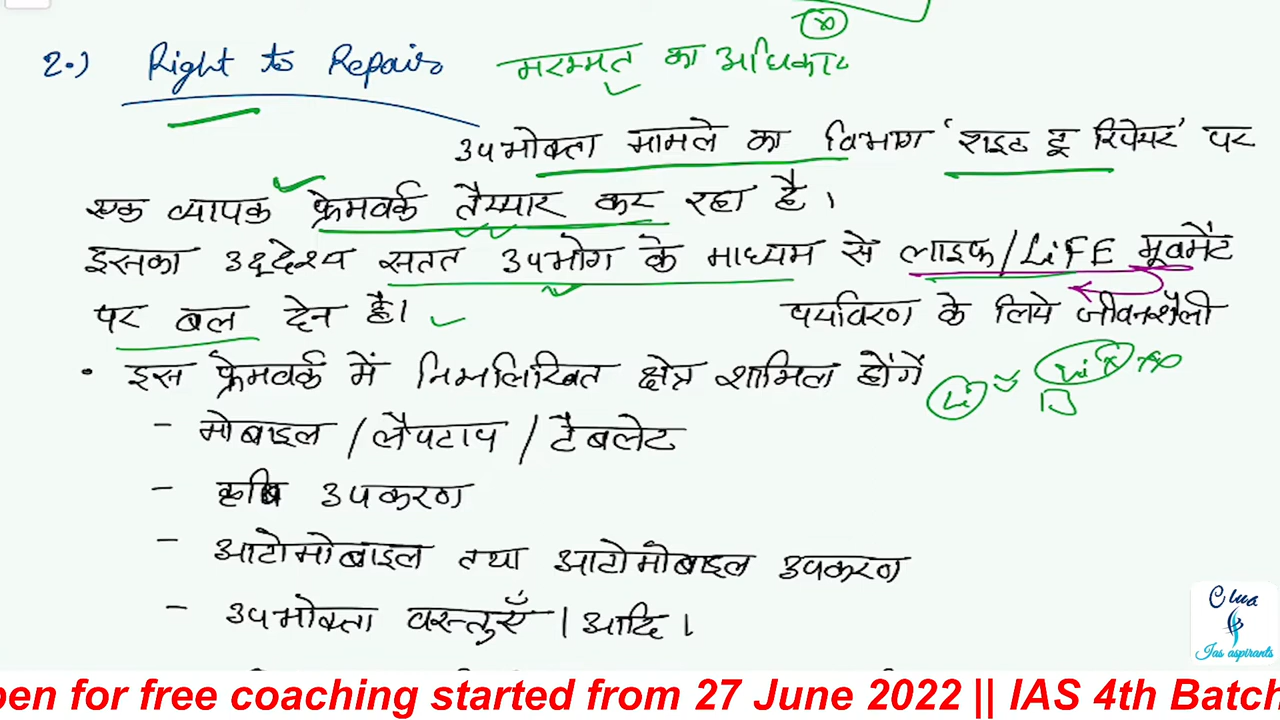 2.) Right to Repair मरम्मत का अधिकार
उपभोक्ता मामले का विभाग 'राइट टू रिपेयर' पर
एक व्यापक फ्रेमवर्क तैय्यार कर रहा है।
इसका उद्देश्य सतत उपभोग के माध्यम से लाइफ/LiFE मूवमेंट
पर बल देन है। पर्यावरण के लिये जीवनशैली
• इस फ्रेमवर्क में निमलिखित क्षेत्र शामिल होंगें
- मोबाइल / लैपटाप / टैबलेट
- कृषि उपकरण
- आटोमोबाइल तथा आटोमोबाइल उपकरण
- उपभोक्ता वस्तुएँ । आदि ।
Clua
Ias aspirants
pen for free coaching started from 27 June 2022 || IAS 4th Batch